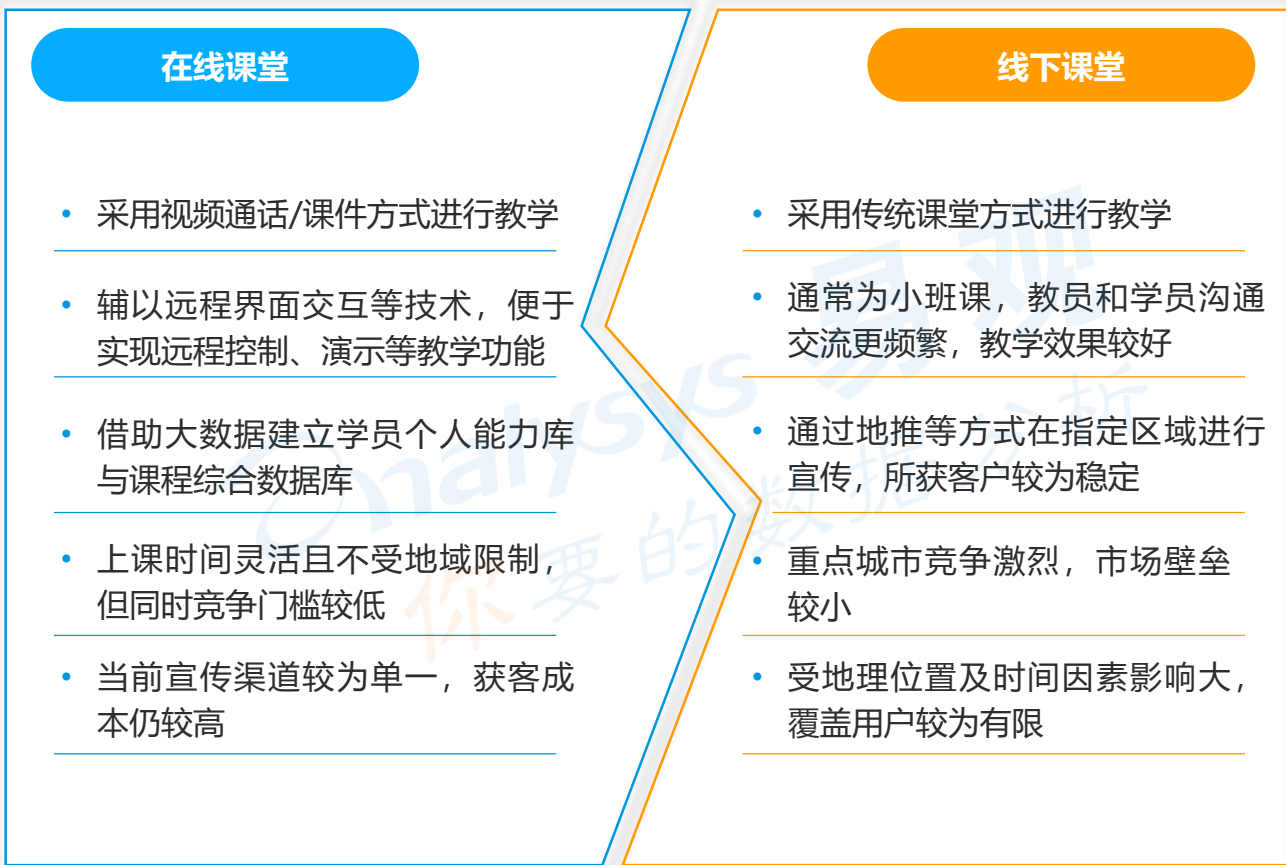 在线课堂
• 采用视频通话/课件方式进行教学
• 辅以远程界面交互等技术，便于
实现远程控制、演示等教学功能
• 借助大数据建立学员个人能力库
与课程综合数据库
• 上课时间灵活且不受地域限制，
但同时竞争门槛较低
• 当前宣传渠道较为单一，获客成
本仍较高
线下课堂
• 采用传统课堂方式进行教学
• 通常为小班课，教员和学员沟通
交流更频繁，教学效果较好
• 通过地推等方式在指定区域进行
宣传，所获客户较为稳定
• 重点城市竞争激烈，市场壁垒
较小
• 受地理位置及时间因素影响大，
覆盖用户较为有限
analysys 易观
你要的数据分析